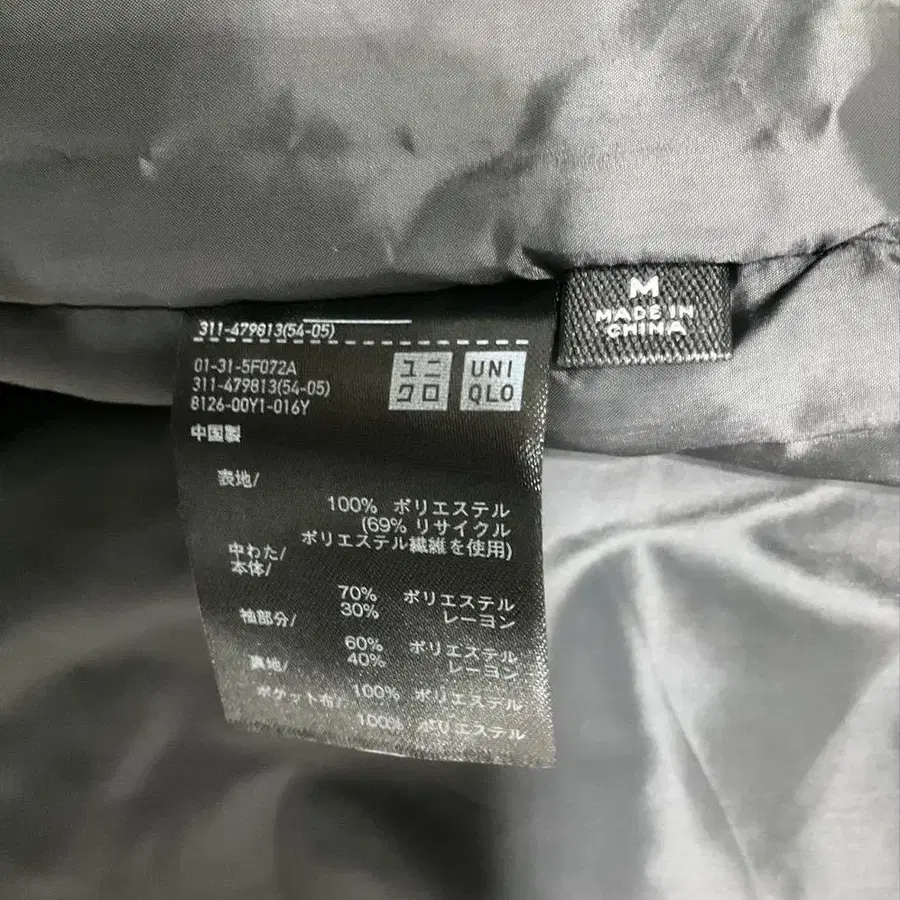 M
MADE IN
CHINA
311-479813(54-05)
01-31-5F072A
311-479813(54-05)
8126-00Y1-016Y
ユニ
クロ
UNI
QLO
中国製
表地/
100% ポリエステル
(69% リサイクル
ポリエステル繊維を使用)
中わた/
本体/
70% ポリエステル
30% レーヨン
袖部分/
60% ポリエステル
40% レーヨン
裏地/
100% ポリエステル
ポケット布/
100% ポリエステル